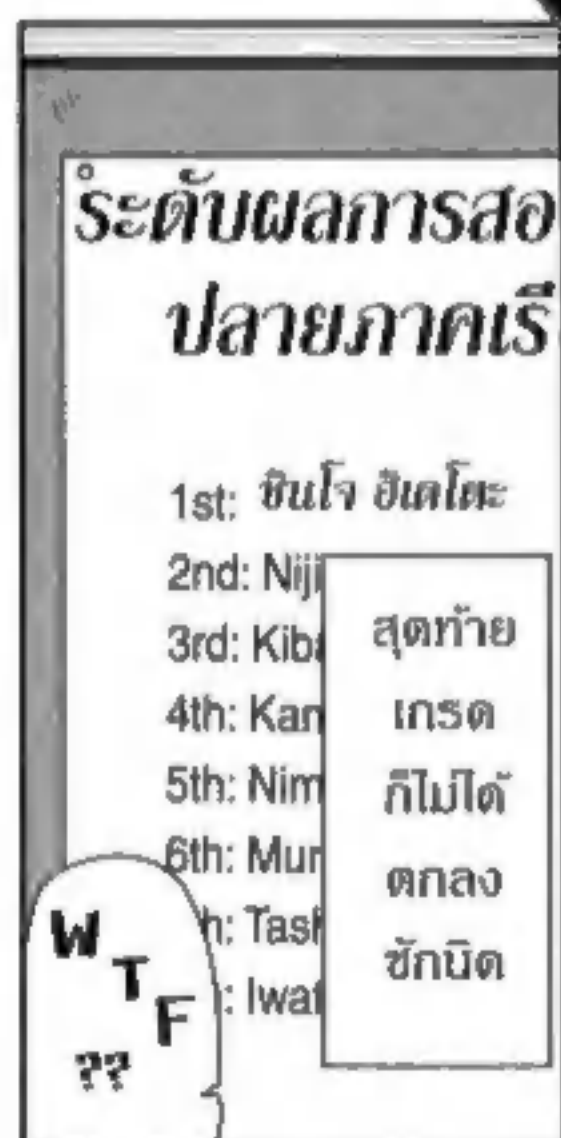 ระดับผลการสอ
ปลายภาคเรี
1st: ชินโจ ฮิเดโตะ
2nd: Niji
3rd: Kiba
4th: Kan
5th: Nim
6th: Mur
h: Tash
: Iwat
สุดท้าย
เกรด
ก็ไม่ได้
ตกลง
ซักนิด
W
T
F
??